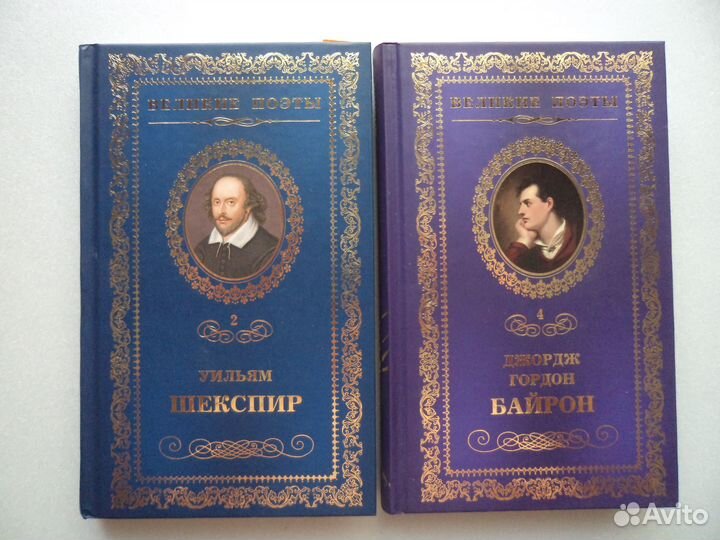 ВЕЛИКИЕ ПОЭТЫ
2
УИЛЬЯМ
ШЕКСПИР
ВЕЛИКИЕ ПОЭТЫ
4
ДЖОРДЖ
ГОРДОН
БАЙРОН
Avito